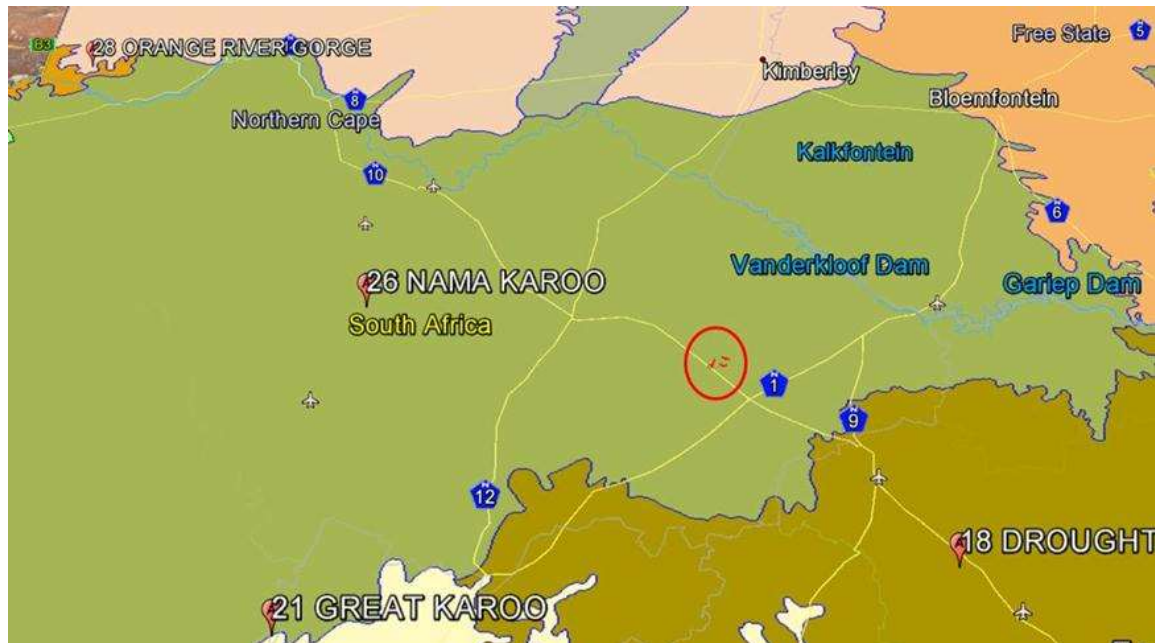 B3
28 ORANGE RIVER GORGE
Free State
5
Kimberley
8
Northern Cape
Bloemfontein
Kalkfontein
10
6
Vanderkloof Dam
26 NAMA KAROO
Gariep Dam
South Africa
1
9
12
18 DROUGHT
21 GREAT KAROO